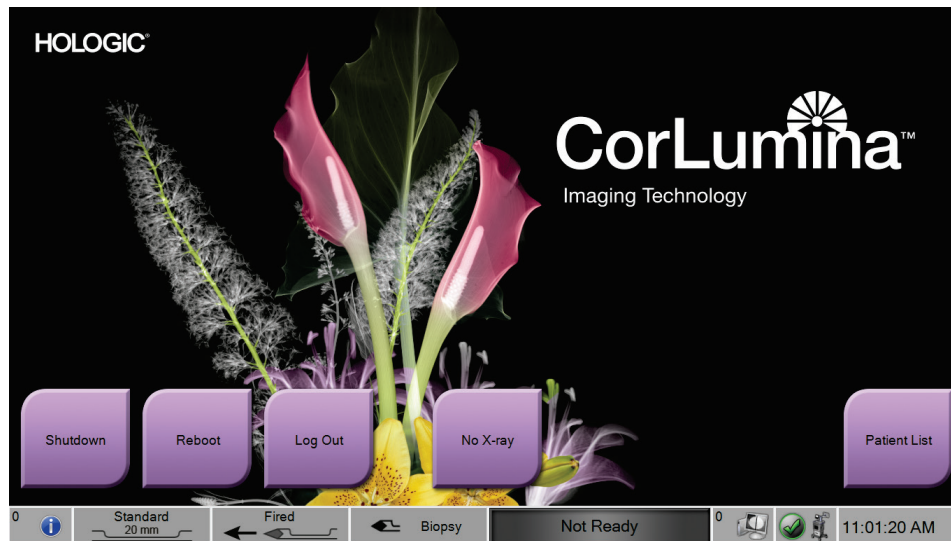 HOLOGIC®
CorLumina™
Imaging Technology
Shutdown
Reboot
Log Out
No X-ray
Patient List
0
Standard
20 mm
Fired
Biopsy
Not Ready
0
11:01:20 AM